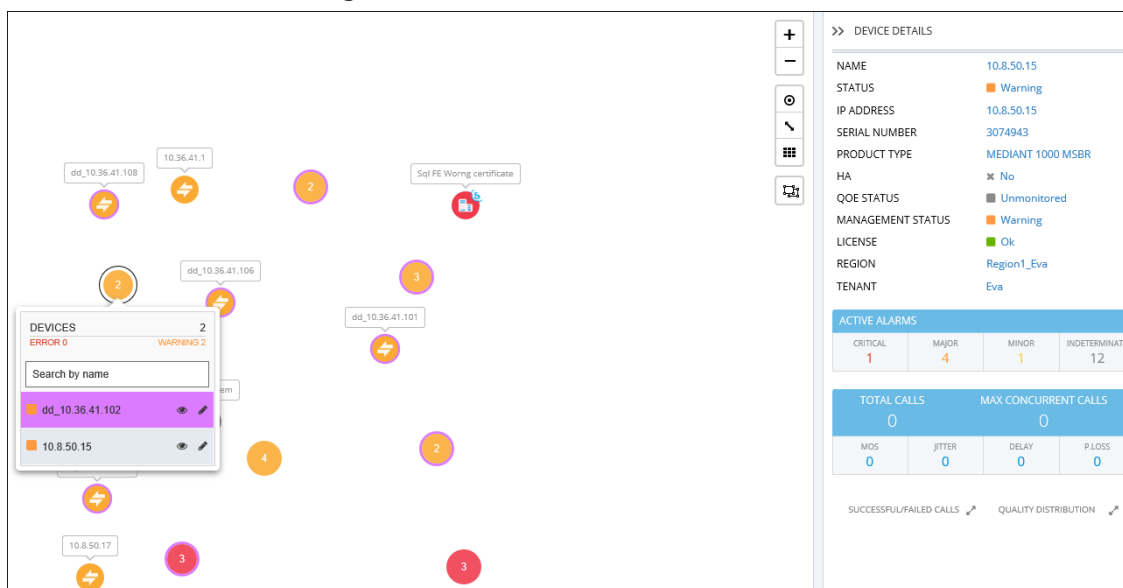 +
−
10.36.41.1
dd_10.36.41.108
2
Sql FE Worng certificate
S
2
dd_10.36.41.106
3
dd_10.36.41.101
DEVICES 2
ERROR 0 WARNING 2
Search by name
em
dd_10.36.41.102
10.8.50.15
4
2
10.8.50.17
3
3
>> DEVICE DETAILS
NAME 10.8.50.15
STATUS Warning
IP ADDRESS 10.8.50.15
SERIAL NUMBER 3074943
PRODUCT TYPE MEDIANT 1000 MSBR
HA No
QOE STATUS Unmonitored
MANAGEMENT STATUS Warning
LICENSE Ok
REGION Region1_Eva
TENANT Eva
ACTIVE ALARMS
CRITICAL MAJOR MINOR INDETERMINAT
1 4 1 12
TOTAL CALLS MAX CONCURRENT CALLS
0 0
MOS JITTER DELAY P.LOSS
0 0 0 0
SUCCESSFUL/FAILED CALLS QUALITY DISTRIBUTION